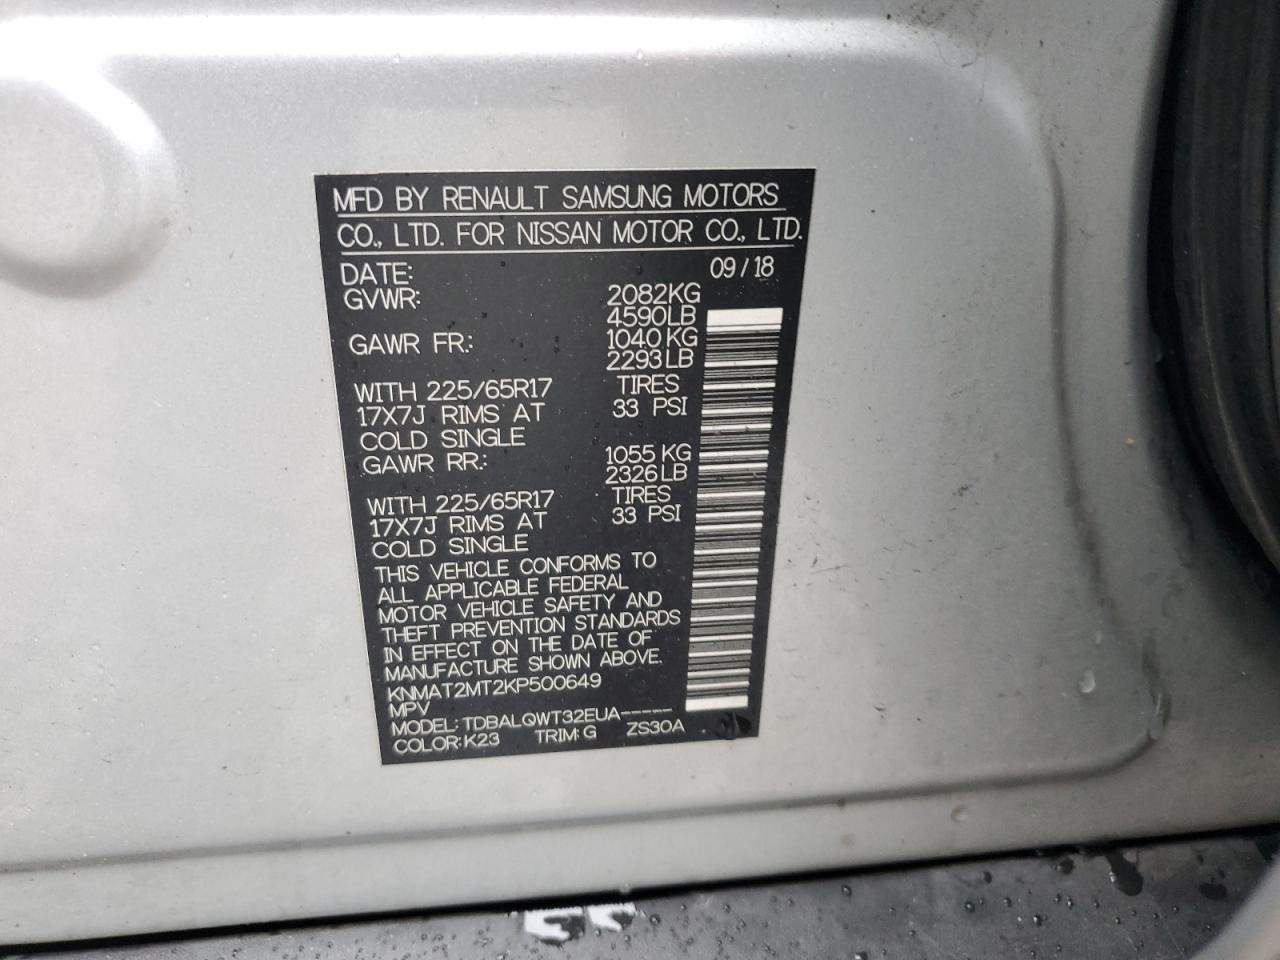 MFD BY RENAULT SAMSUNG MOTORS
CO., LTD. FOR NISSAN MOTOR CO., LTD.
DATE: 09/18
GVWR: 2082KG
4590LB
GAWR FR.: 1040KG
2293LB
WITH 225/65R17 TIRES
17X7J RIMS AT 33 PSI
COLD SINGLE
GAWR RR.: 1055KG
2326LB
WITH 225/65R17 TIRES
17X7J RIMS AT 33 PSI
COLD SINGLE
THIS VEHICLE CONFORMS TO
ALL APPLICABLE FEDERAL
MOTOR VEHICLE SAFETY AND
THEFT PREVENTION STANDARDS
IN EFFECT ON THE DATE OF
MANUFACTURE SHOWN ABOVE.
KNMAT2MT2KP500649
MPV
MODEL: TDBALQWT32EUA-----
COLOR: K23 TRIM: G ZS30A